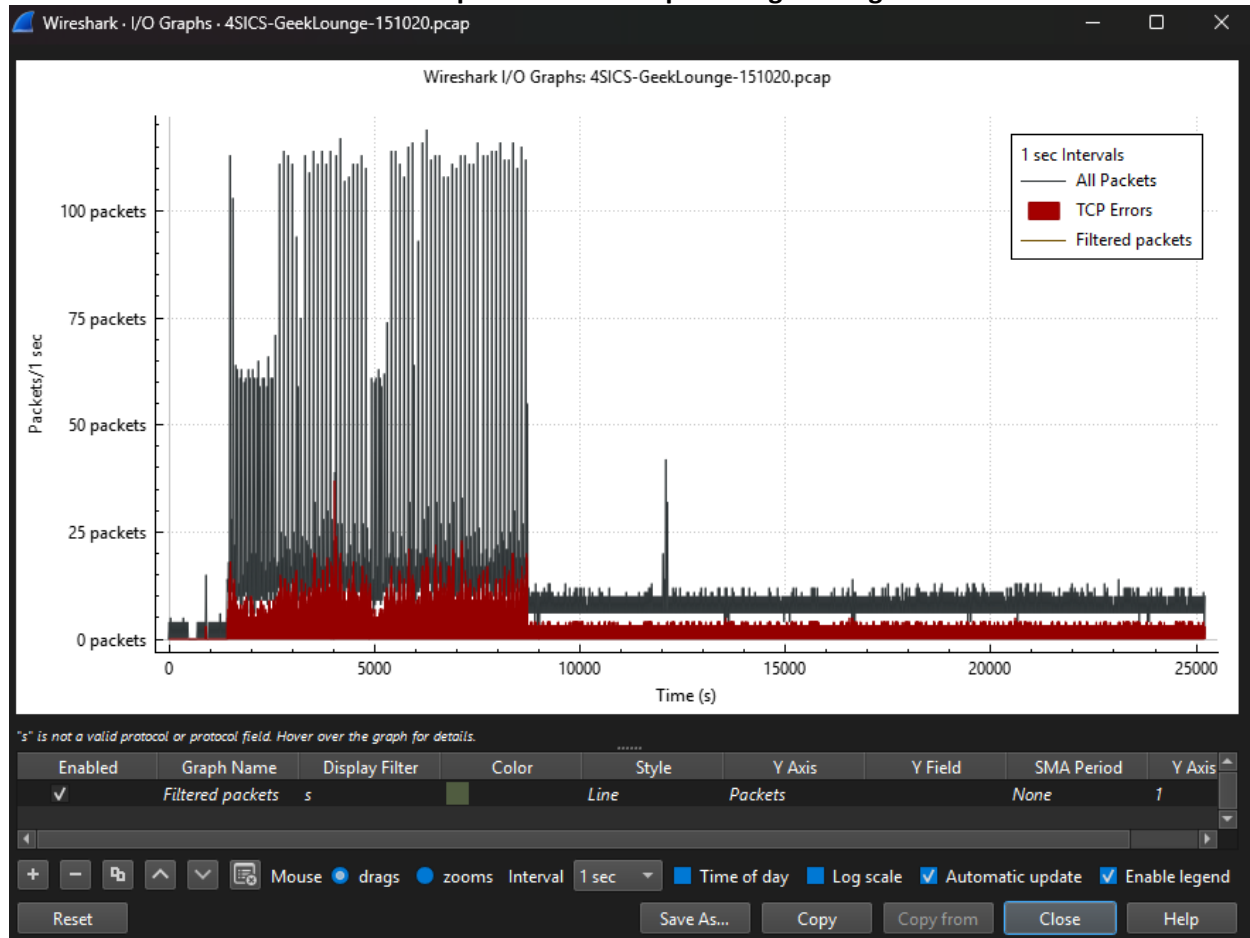 Wireshark · I/O Graphs · 4SICS-GeekLounge-151020.pcap
Wireshark I/O Graphs: 4SICS-GeekLounge-151020.pcap
1 sec Intervals
All Packets
TCP Errors
Filtered packets
Packets/1 sec
100 packets
75 packets
50 packets
25 packets
0 packets
0 5000 10000 15000 20000 25000
Time (s)
"s" is not a valid protocol or protocol field. Hover over the graph for details.
Enabled Graph Name Display Filter Color Style Y Axis Y Field SMA Period Y Axis
Filtered packets s Line Packets None 1
Mouse drags zooms Interval 1 sec Time of day Log scale Automatic update Enable legend
Reset Save As... Copy Copy from Close Help